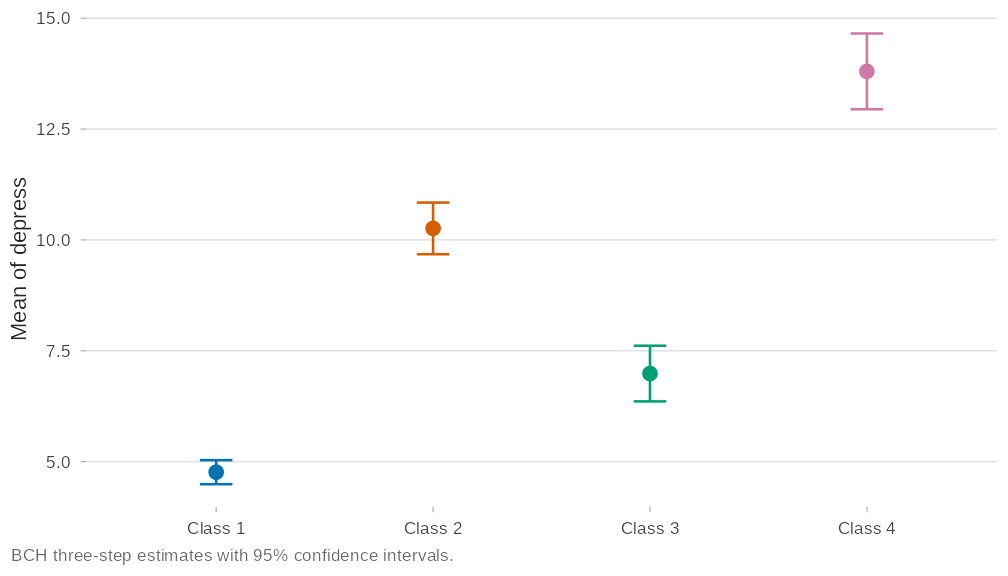 15.0
12.5
10.0
7.5
5.0
Mean of depress
Class 1
Class 2
Class 3
Class 4
BCH three-step estimates with 95% confidence intervals.